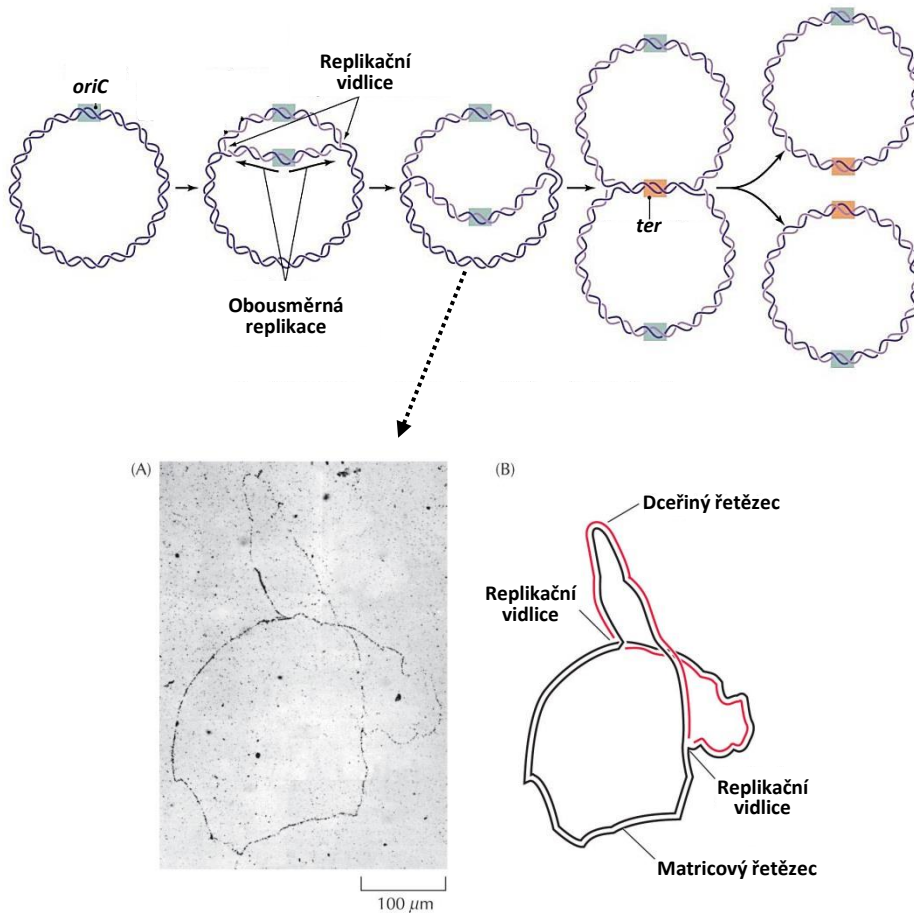 Replikační
vidlice
oriC
ter
Obousměrná
replikace
(A)
(B)
Dceřiný řetězec
Replikační
vidlice
Replikační
vidlice
Matricový řetězec
100 μm